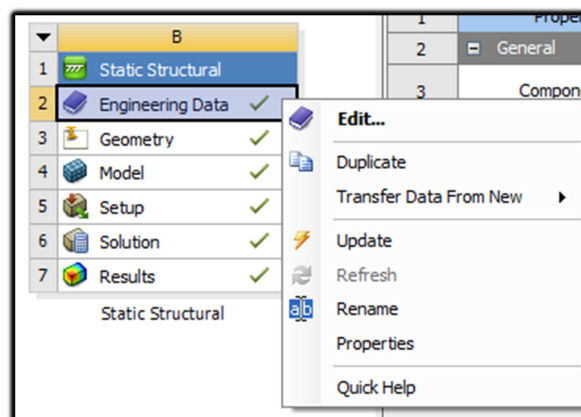 B
1 Static Structural
2 Engineering Data
3 Geometry
4 Model
5 Setup
6 Solution
7 Results
Static Structural
1
2 General
3
Edit...
Duplicate
Transfer Data From New
Update
Refresh
ab Rename
Properties
Quick Help